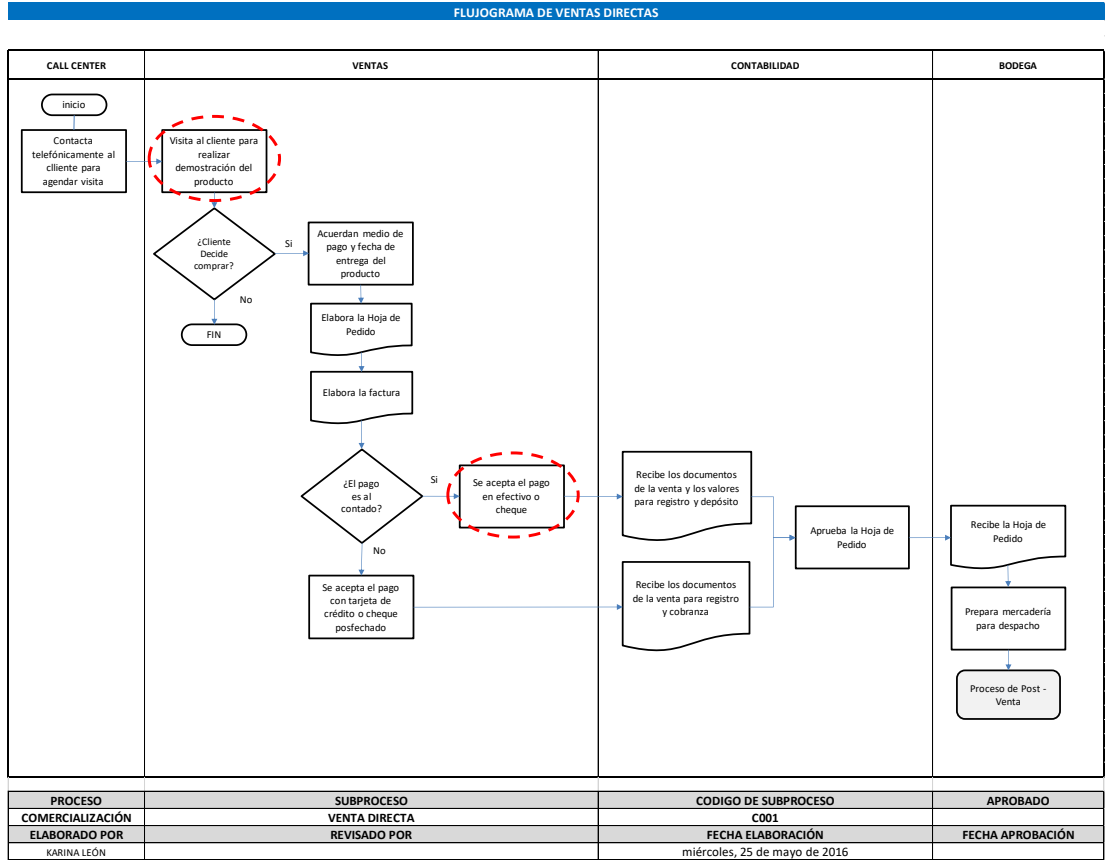 FLUJOGRAMA DE VENTAS DIRECTAS
CALL CENTER
VENTAS
CONTABILIDAD
BODEGA
inicio
Contacta
telefónicamente al
clliente para
agendar visita
Visita al cliente para
realizar
demostración del
producto
¿Cliente
Decide
comprar?
Si
No
FIN
Acuerdan medio de
pago y fecha de
entrega del
producto
Elabora la Hoja de
Pedido
Elabora la factura
¿El pago
es al
contado?
Si
No
Se acepta el pago
en efectivo o
cheque
Se acepta el pago
con tarjeta de
crédito o cheque
posfechado
Recibe los documentos
de la venta y los valores
para registro y depósito
Recibe los documentos
de la venta para registro
y cobranza
Aprueba la Hoja de
Pedido
Recibe la Hoja de
Pedido
Prepara mercadería
para despacho
Proceso de Post -
Venta
PROCESO
SUBPROCESO
CODIGO DE SUBPROCESO
APROBADO
COMERCIALIZACIÓN
VENTA DIRECTA
C001
ELABORADO POR
REVISADO POR
FECHA ELABORACIÓN
FECHA APROBACIÓN
KARINA LEÓN
miércoles, 25 de mayo de 2016